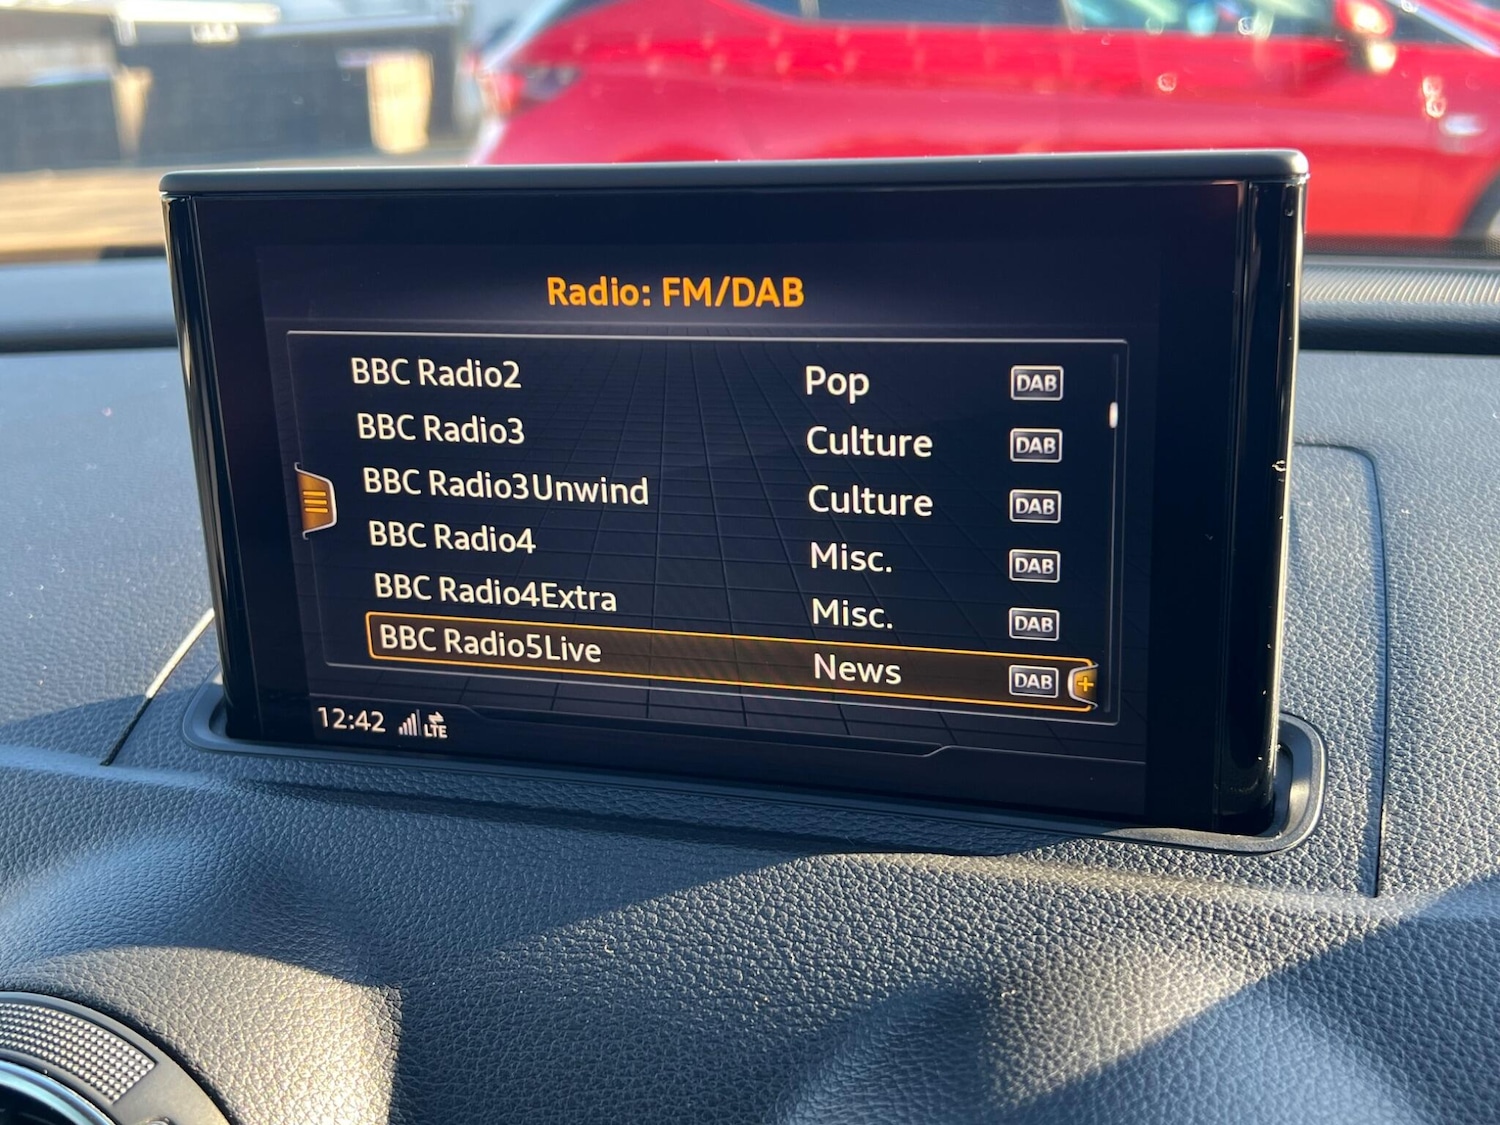 Radio: FM/DAB
BBC Radio2 Pop DAB
BBC Radio3 Culture DAB
BBC Radio3Unwind Culture DAB
BBC Radio4 Misc. DAB
BBC Radio4Extra Misc. DAB
BBC Radio5Live News DAB +
12:42 LTE